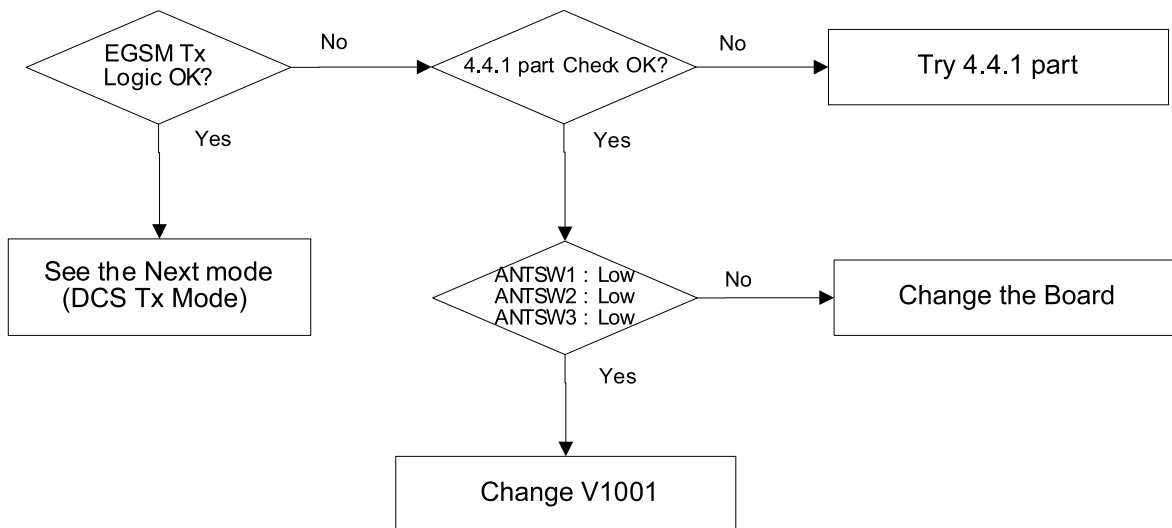 EGSM Tx
Logic OK?
No
4.4.1 part Check OK?
No
Try 4.4.1 part
Yes
Yes
See the Next mode
(DCS Tx Mode)
ANTSW1 : Low
ANTSW2 : Low
ANTSW3 : Low
No
Change the Board
Yes
Change V1001